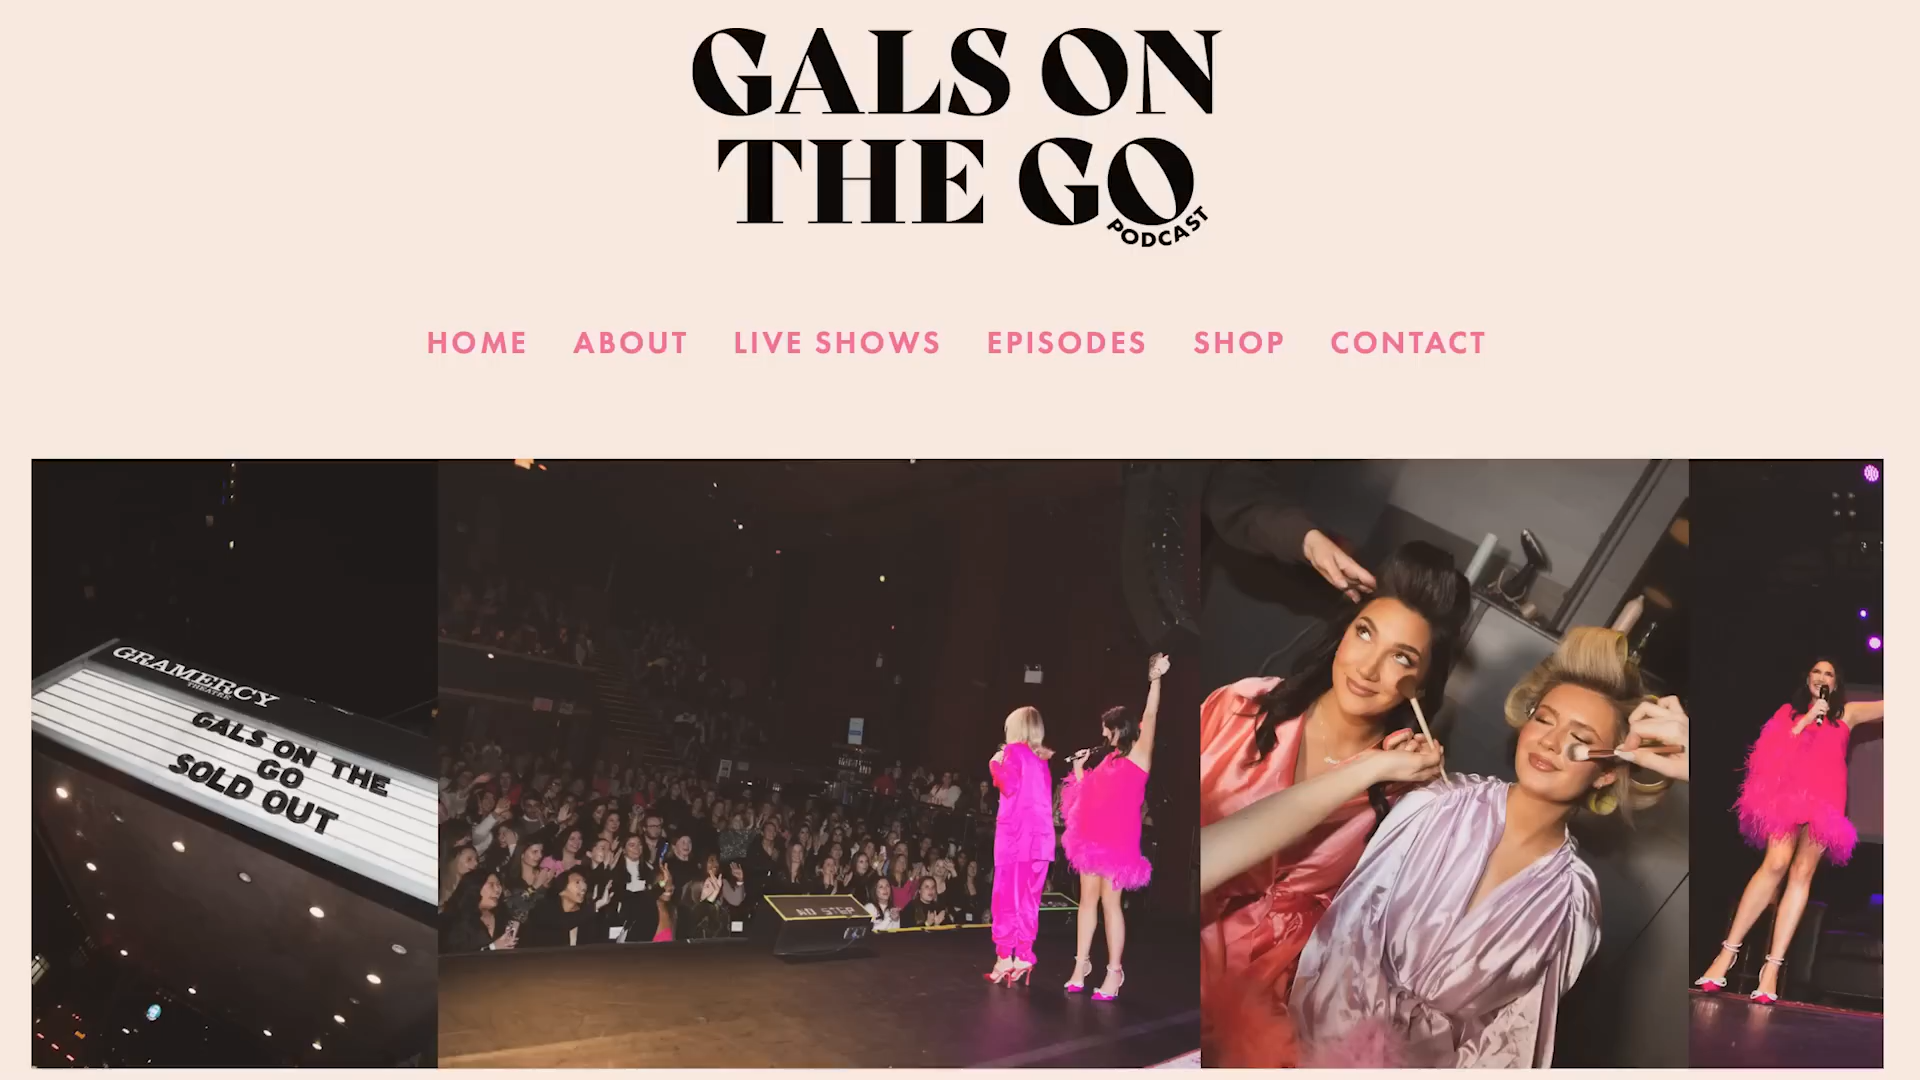 GALS ON
THE GO
PODCAST
HOME ABOUT LIVE SHOWS EPISODES SHOP CONTACT
GRAMERCY
THEATRE
GALS ON THE
GO
SOLD OUT
AD STEP